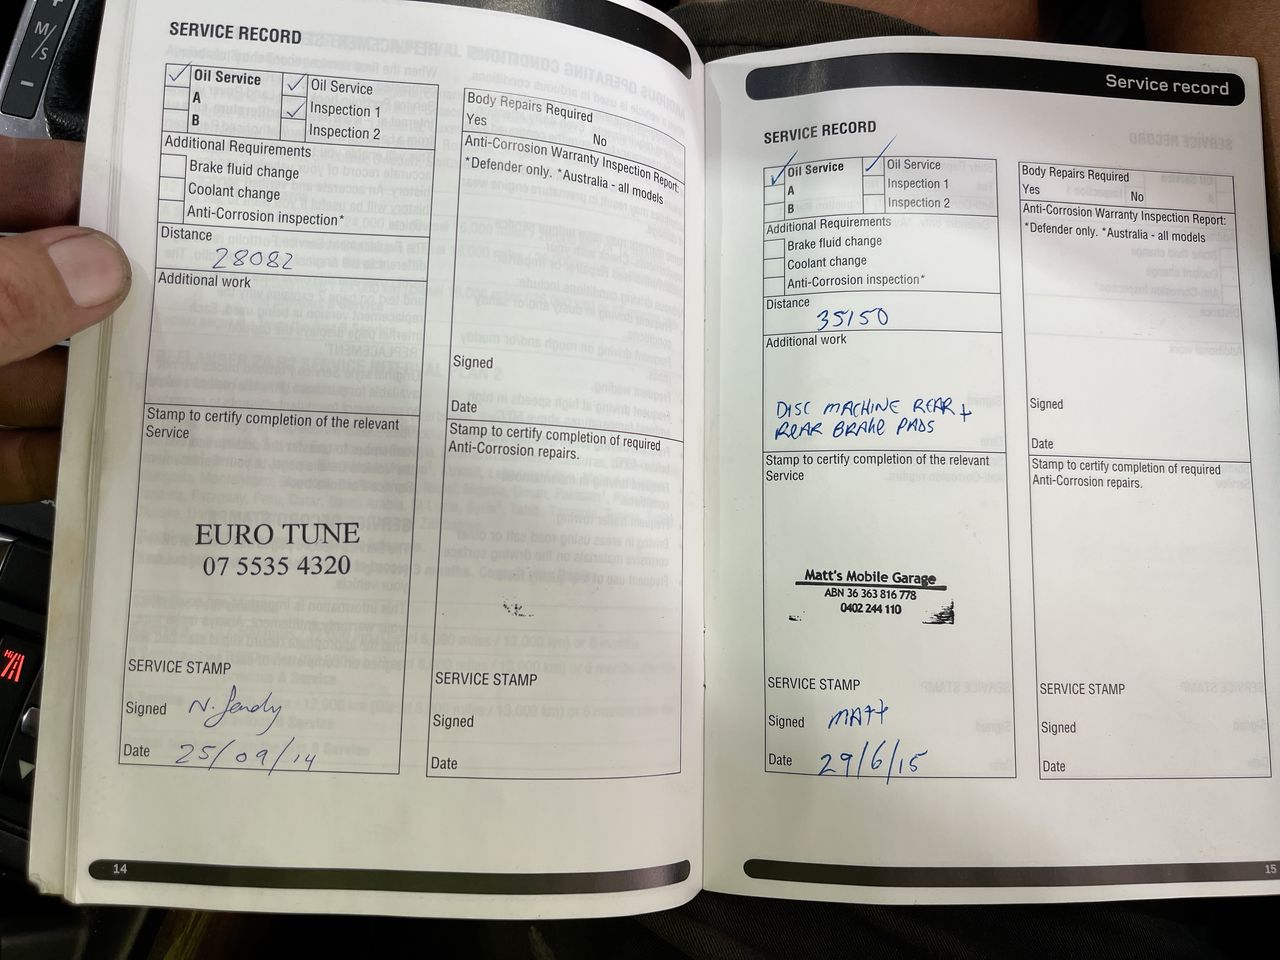 SERVICE RECORD
Oil Service
A
B
Oil Service
Inspection 1
Inspection 2
Additional Requirements
Brake fluid change
Coolant change
Anti-Corrosion inspection*
Distance
28082
Additional work
Stamp to certify completion of the relevant
Service
EURO TUNE
07 5535 4320
SERVICE STAMP
Signed
Date 25/09/14
Body Repairs Required
Yes No
Anti-Corrosion Warranty Inspection Report:
*Defender only. *Australia - all models
Signed
Date
Stamp to certify completion of required
Anti-Corrosion repairs.
SERVICE STAMP
Signed
Date
14
Service record
SERVICE RECORD
Oil Service
A
B
Oil Service
Inspection 1
Inspection 2
Additional Requirements
Brake fluid change
Coolant change
Anti-Corrosion inspection*
Distance
35150
Additional work
DISC MACHINE REAR +
REAR BRAKE PADS
Stamp to certify completion of the relevant
Service
Matt's Mobile Garage
ABN 36 363 816 778
0402 244 110
SERVICE STAMP
Signed MATT
Date 29/6/15
Body Repairs Required
Yes No
Anti-Corrosion Warranty Inspection Report:
*Defender only. *Australia - all models
Signed
Date
Stamp to certify completion of required
Anti-Corrosion repairs.
SERVICE STAMP
Signed
Date
15
M/
S
HI